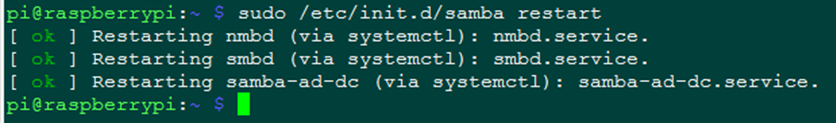 pi@raspberrypi:~ $ sudo /etc/init.d/samba restart
[ ok ] Restarting nmbd (via systemctl): nmbd.service.
[ ok ] Restarting smbd (via systemctl): smbd.service.
[ ok ] Restarting samba-ad-dc (via systemctl): samba-ad-dc.service.
pi@raspberrypi:~ $